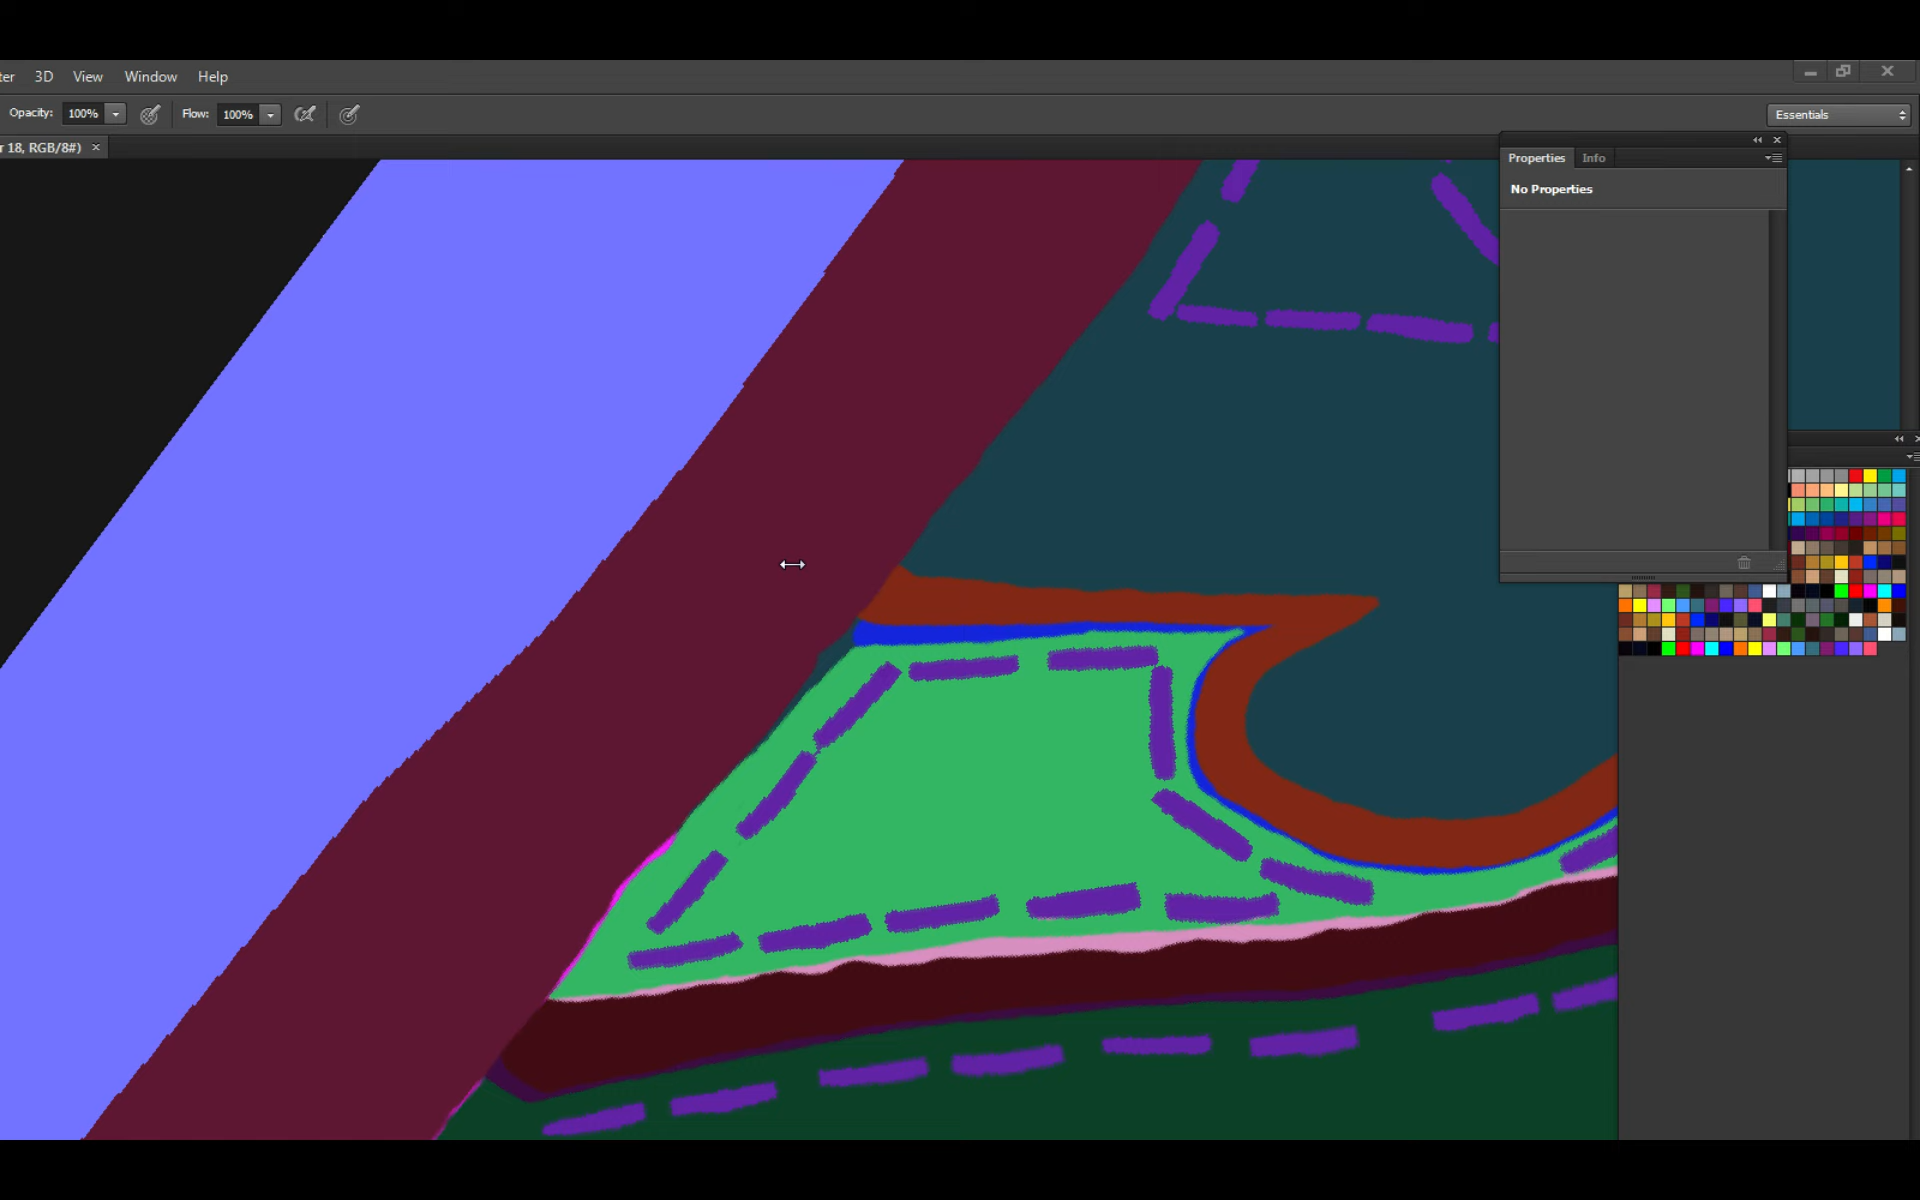 ter 3D View Window Help
Opacity: 100% Flow: 100% Essentials
r 18, RGB/8#) ×
Properties Info
No Properties